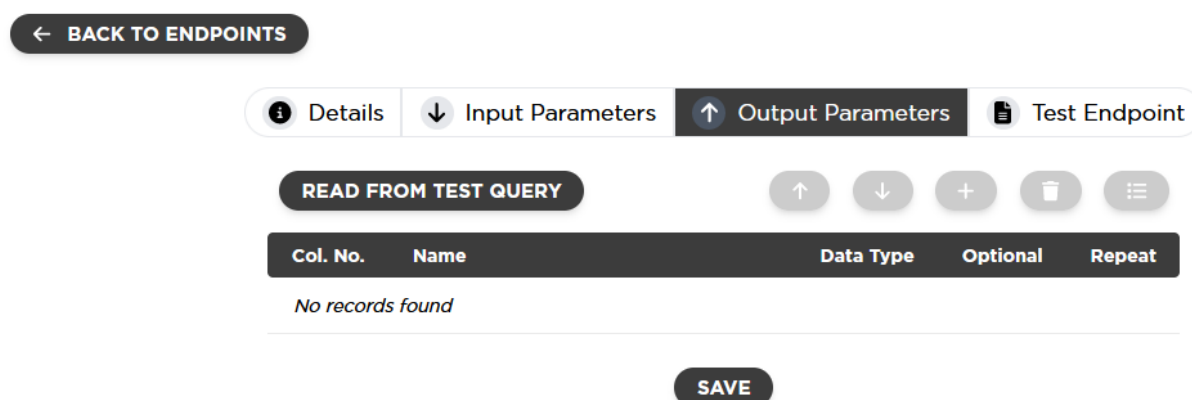 BACK TO ENDPOINTS
Details Input Parameters Output Parameters Test Endpoint
READ FROM TEST QUERY
Col. No. Name Data Type Optional Repeat
No records found
SAVE